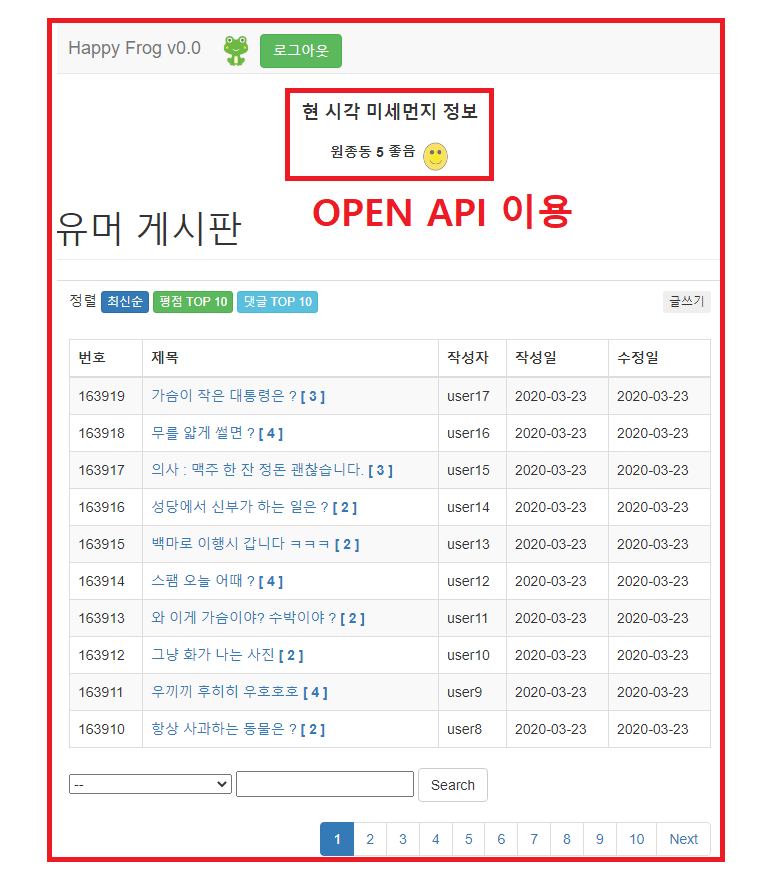 Happy Frog v0.0 로그아웃
현 시각 미세먼지 정보
원종동 5 좋음
OPEN API 이용
유머 게시판
정렬 최신순 평점 TOP 10 댓글 TOP 10 글쓰기
번호 제목 작성자 작성일 수정일
163919 가슴이 작은 대통령은 ? [ 3 ] user17 2020-03-23 2020-03-23
163918 무를 얇게 썰면 ? [ 4 ] user16 2020-03-23 2020-03-23
163917 의사 : 맥주 한 잔 정돈 괜찮습니다. [ 3 ] user15 2020-03-23 2020-03-23
163916 성당에서 신부가 하는 일은 ? [ 2 ] user14 2020-03-23 2020-03-23
163915 백마로 이행시 갑니다 ㅋㅋㅋ [ 2 ] user13 2020-03-23 2020-03-23
163914 스팸 오늘 어때 ? [ 4 ] user12 2020-03-23 2020-03-23
163913 와 이게 가슴이야? 수박이야 ? [ 2 ] user11 2020-03-23 2020-03-23
163912 그냥 화가 나는 사진 [ 2 ] user10 2020-03-23 2020-03-23
163911 우끼끼 후히히 우호호호 [ 4 ] user9 2020-03-23 2020-03-23
163910 항상 사과하는 동물은 ? [ 2 ] user8 2020-03-23 2020-03-23
-- Search
1 2 3 4 5 6 7 8 9 10 Next